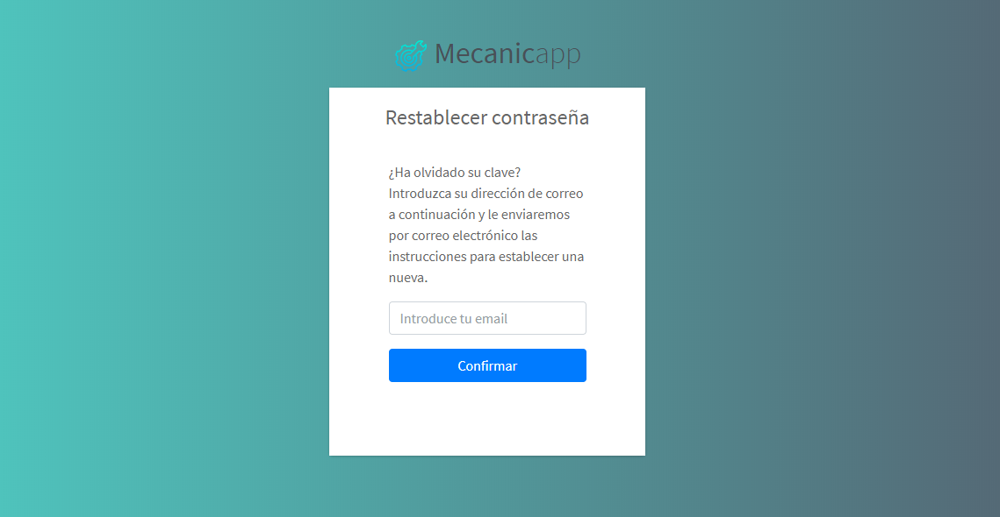 Mecanicapp
Restablecer contraseña
¿Ha olvidado su clave?
Introduzca su dirección de correo
a continuación y le enviaremos
por correo electrónico las
instrucciones para establecer una
nueva.
Introduce tu email
Confirmar